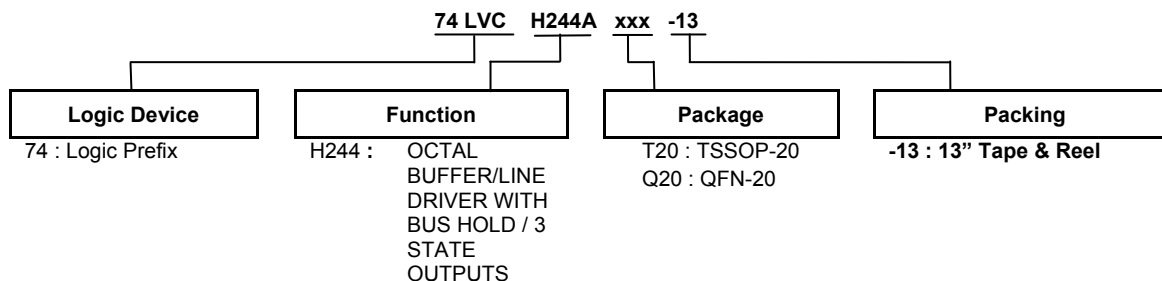 74 LVC H244A xxx -13
Logic Device
74 : Logic Prefix
Function
H244 : OCTAL
BUFFER/LINE
DRIVER WITH
BUS HOLD / 3
STATE
OUTPUTS
Package
T20 : TSSOP-20
Q20 : QFN-20
Packing
-13 : 13” Tape & Reel